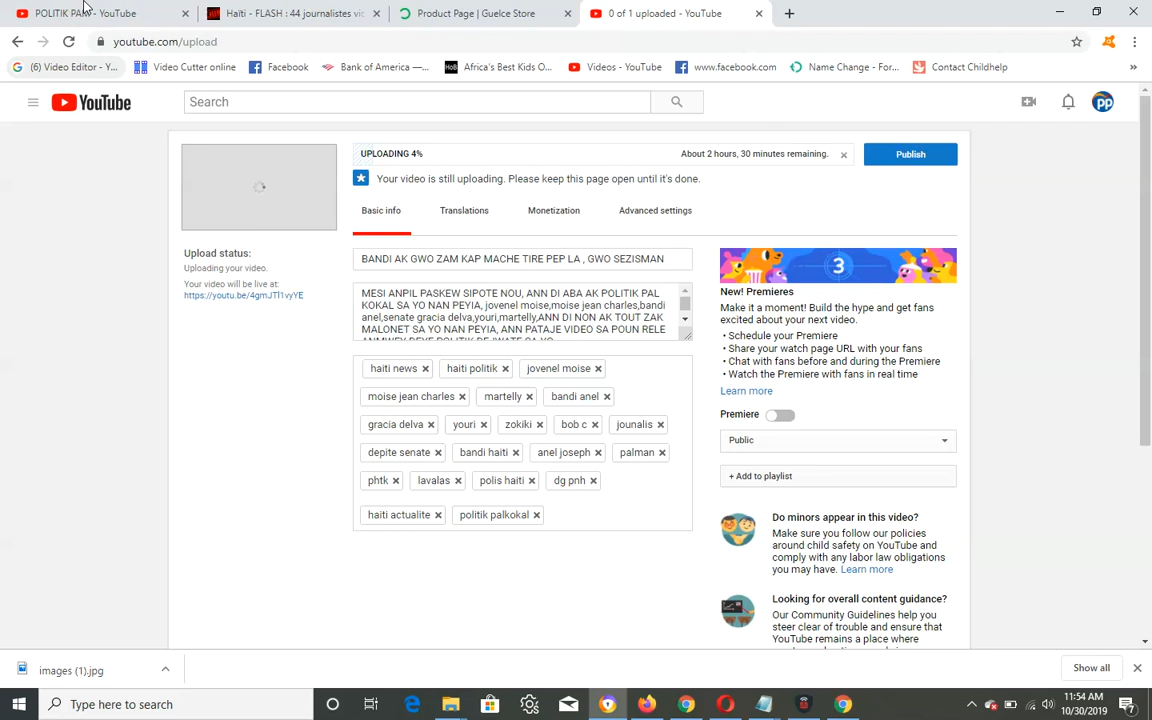 POLITIK PAM - YouTube
Haïti - FLASH : 44 journalistes vic
Product Page | Guelce Store
0 of 1 uploaded - YouTube
youtube.com/upload
(6) Video Editor - Y...
Video Cutter online
Facebook
Bank of America —...
Africa's Best Kids O...
Videos - YouTube
www.facebook.com
Name Change - For...
Contact Childhelp
YouTube
Search
PP
UPLOADING 4%
About 2 hours, 30 minutes remaining.
Publish
Your video is still uploading. Please keep this page open until it's done.
Basic info
Translations
Monetization
Advanced settings
Upload status:
Uploading your video.
Your video will be live at:
https://youtu.be/4gmJTl1vyYE
BANDI AK GWO ZAM KAP MACHE TIRE PEP LA , GWO SEZISMAN
MESI ANPIL PASKEW SIPOTE NOU, ANN DI ABA AK POLITIK PAL
KOKAL SA YO NAN PEYIA, jovenel moise,moise jean charles,bandi
anel,senate gracia delva,youri,martelly,ANN DI NON AK TOUT ZAK
MALONET SA YO NAN PEYIA, ANN PATAJE VIDEO SA POUN RELE
haiti news
haiti politik
jovenel moise
moise jean charles
martelly
bandi anel
gracia delva
youri
zokiki
bob c
jounalis
depite senate
bandi haiti
anel joseph
palman
phtk
lavalas
polis haiti
dg pnh
haiti actualite
politik palkokal
3
New! Premieres
Make it a moment! Build the hype and get fans
excited about your next video.
• Schedule your Premiere
• Share your watch page URL with your fans
• Chat with fans before and during the Premiere
• Watch the Premiere with fans in real time
Learn more
Premiere
Public
+ Add to playlist
Do minors appear in this video?
Make sure you follow our policies
around child safety on YouTube and
comply with any labor law obligations
you may have. Learn more
Looking for overall content guidance?
Our Community Guidelines help you
steer clear of trouble and ensure that
YouTube remains a place where
images (1).jpg
Show all
Type here to search
11:54 AM
10/30/2019
7